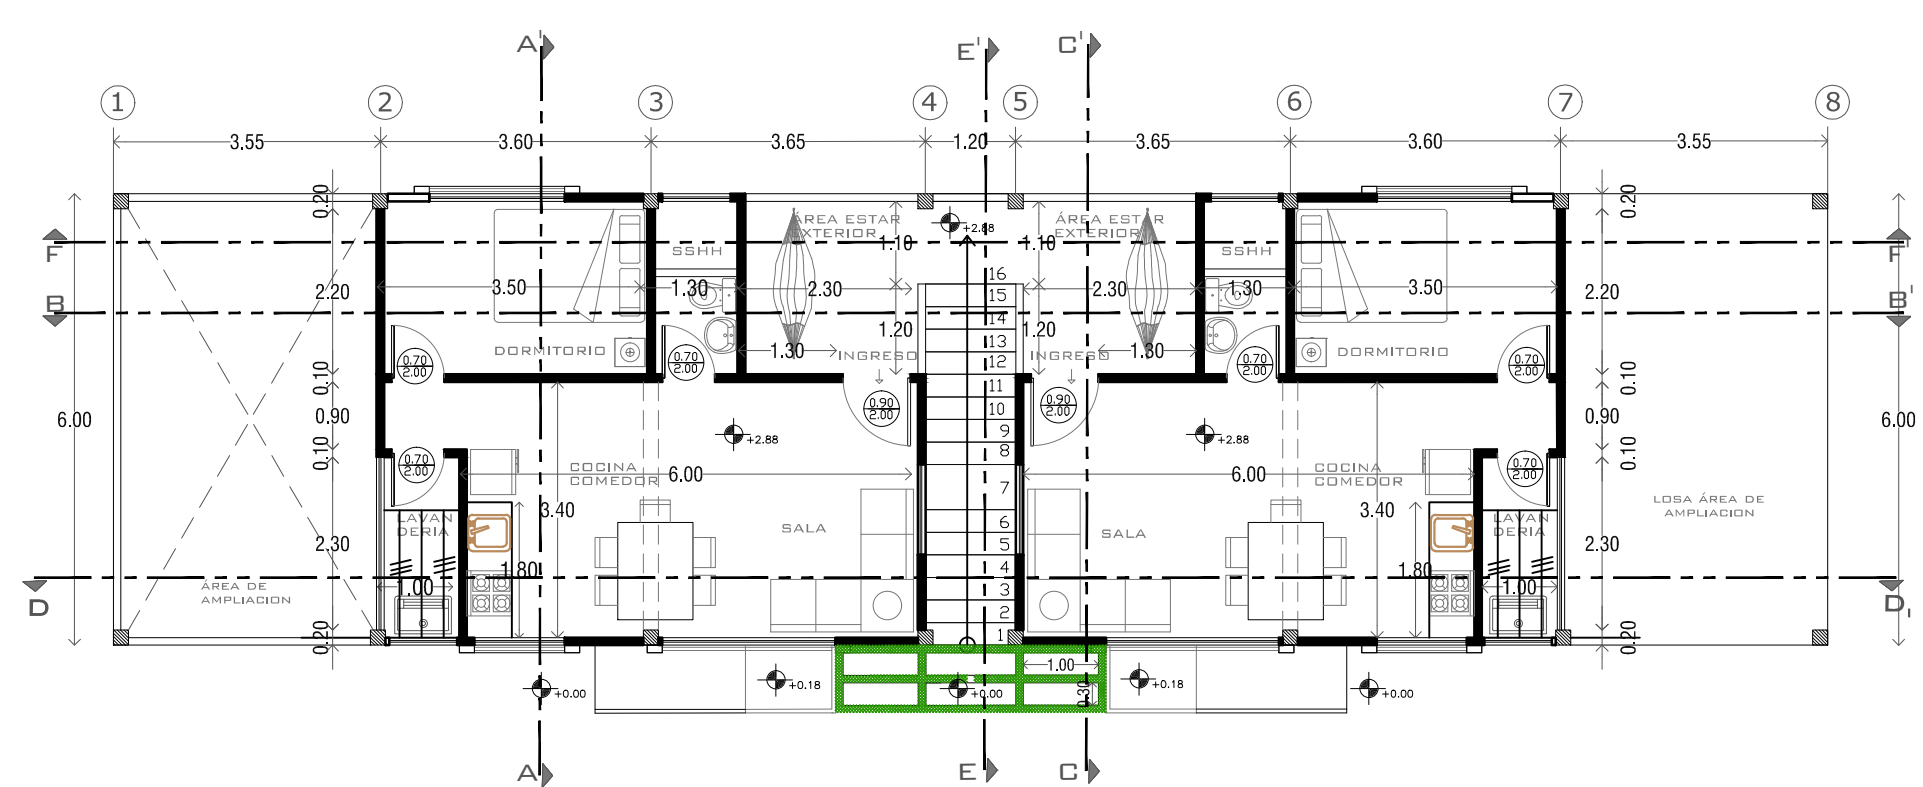 A' E' C'
1 2 3 4 5 6 7 8
3.55 3.60 3.65 1.20 3.65 3.60 3.55
0.20 0.20
ÁREA ESTAR EXTERIOR
+2.88
ÁREA ESTAR EXTERIOR
1.10 1.10
F SSHH SSHH F'
B 2.20 3.50 1.30 2.30 2.30 1.30 3.50 2.20 B'
16
15
14
13
12
11
10
9
8
7
6
5
4
3
2
1
1.20 1.20
DORMITORIO 1.30 INGRESO INGRESO 1.30 DORMITORIO
0.70
2.00
0.70
2.00
0.70
2.00
0.70
2.00
0.10 0.10
0.90
2.00
0.90
2.00
6.00 0.90 0.90 6.00
+2.88 +2.88
0.10 0.10
0.70
2.00
0.70
2.00
COCINA
COMEDOR
6.00 6.00
COCINA
COMEDOR
3.40 3.40
LAVAN
DERIA
SALA SALA
LAVAN
DERIA
LOSA ÁREA DE
AMPLIACION
2.30 2.30
1.80 1.80
D 1.00 1.00 D'
ÁREA DE
AMPLIACION
0.20 0.20
1.00
0.30
+0.00 +0.18 +0.00 +0.18 +0.00
A E C